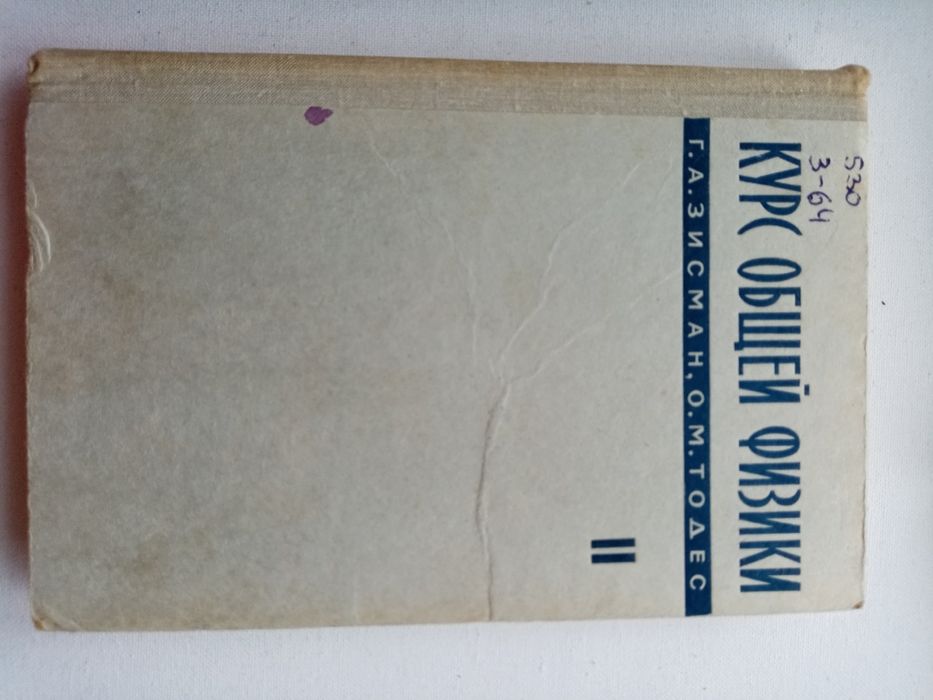 530
З-64
КУРС ОБЩЕЙ ФИЗИКИ
Г. А. ЗИСМАН, О. М. ТОДЕС
II